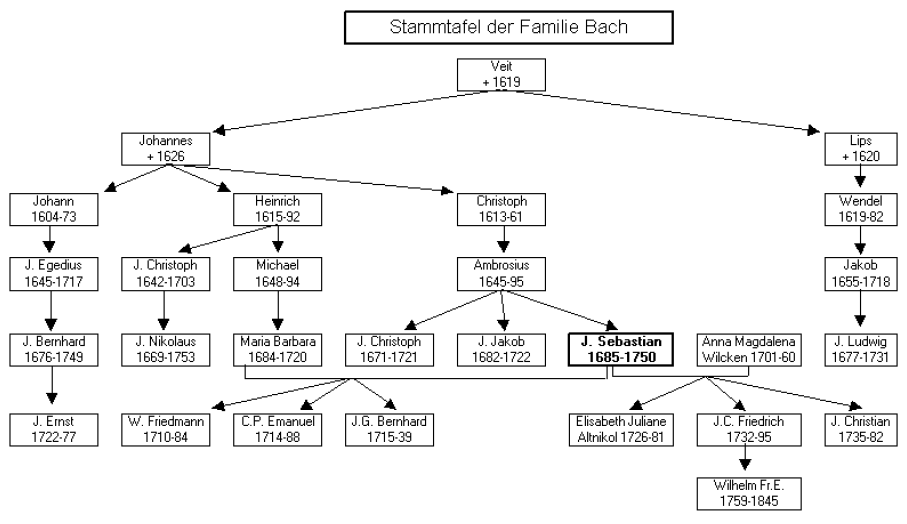 Stammtafel der Familie Bach
Veit
+ 1619
Johannes
+ 1626
Lips
+ 1620
Johann
1604-73
Heinrich
1615-92
Christoph
1613-61
Wendel
1619-82
J. Egedius
1645-1717
J. Christoph
1642-1703
Michael
1648-94
Ambrosius
1645-95
Jakob
1655-1718
J. Bernhard
1676-1749
J. Nikolaus
1669-1753
Maria Barbara
1684-1720
J. Christoph
1671-1721
J. Jakob
1682-1722
J. Sebastian
1685-1750
Anna Magdalena
Wilcken 1701-60
J. Ludwig
1677-1731
J. Ernst
1722-77
W. Friedmann
1710-84
C.P. Emanuel
1714-88
J.G. Bernhard
1715-39
Elisabeth Juliane
Altnikol 1726-81
J.C. Friedrich
1732-95
J. Christian
1735-82
Wilhelm Fr.E.
1759-1845